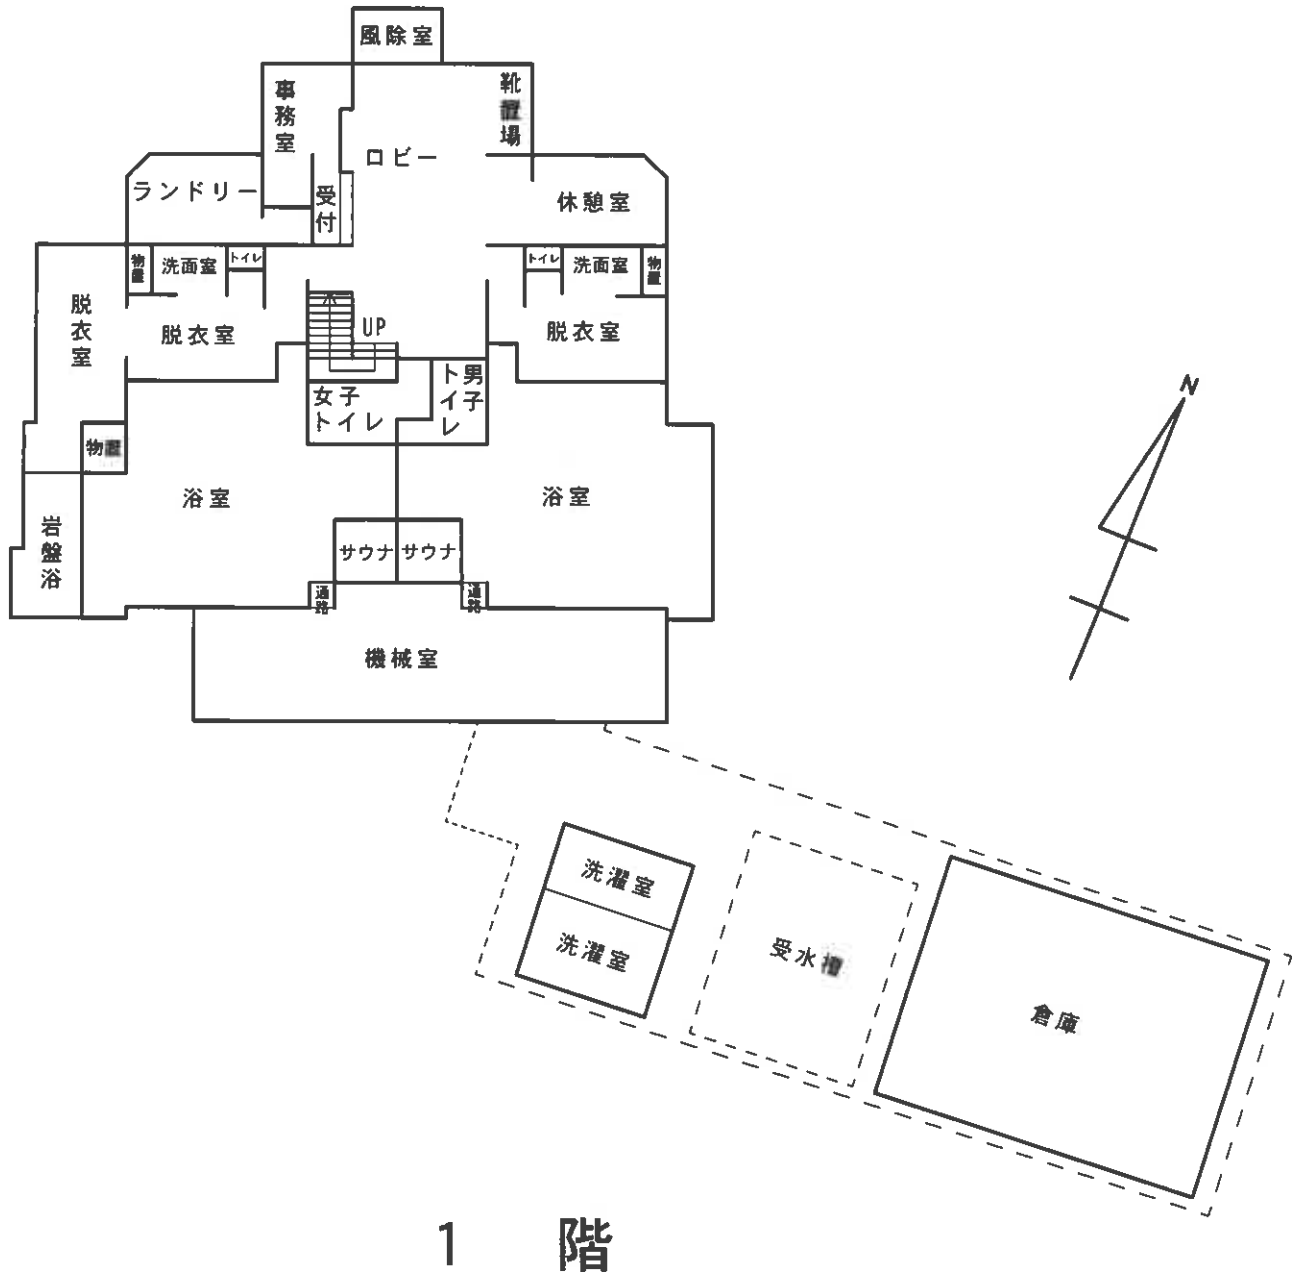 風除室
事務室
靴置場
ロビー
ランドリー
受付
休憩室
物置
洗面室
トイレ
トイレ
洗面室
物置
脱衣室
脱衣室
UP
脱衣室
女子
トイレ
男子
トイレ
物置
浴室
浴室
岩盤浴
サウナ
サウナ
通路
通路
機械室
N
洗濯室
洗濯室
受水槽
倉庫
1 階